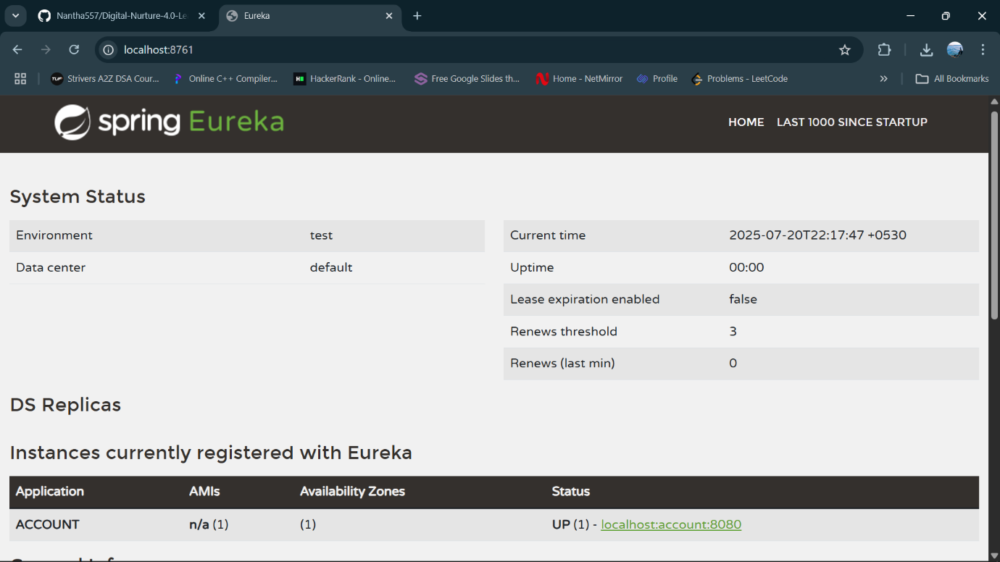 Nantha557/Digital-Nurture-4.0-Le
Eureka
localhost:8761
TUF Strivers A2Z DSA Cour...
Online C++ Compiler...
HackerRank - Online...
Free Google Slides th...
Home - NetMirror
Profile
Problems - LeetCode
All Bookmarks
spring Eureka
HOME LAST 1000 SINCE STARTUP
System Status
Environment test
Data center default
Current time 2025-07-20T22:17:47 +0530
Uptime 00:00
Lease expiration enabled false
Renews threshold 3
Renews (last min) 0
DS Replicas
Instances currently registered with Eureka
Application AMIs Availability Zones Status
ACCOUNT n/a (1) (1) UP (1) - localhost:account:8080